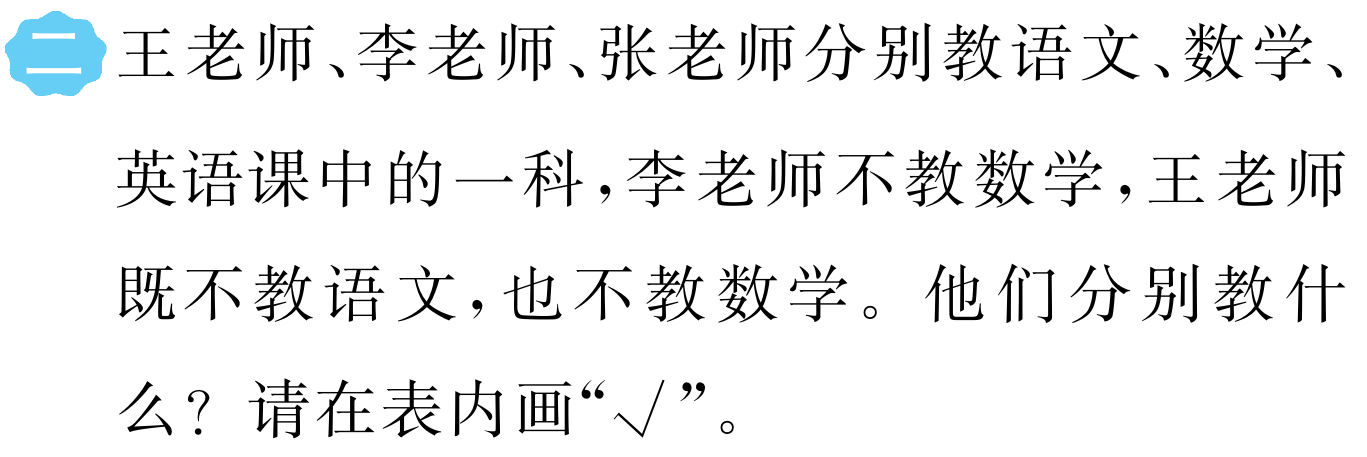 二 王老师、李老师、张老师分别教语文、数学、
英语课中的一科,李老师不教数学,王老师
既不教语文,也不教数学。他们分别教什
么？请在表内画“√”。